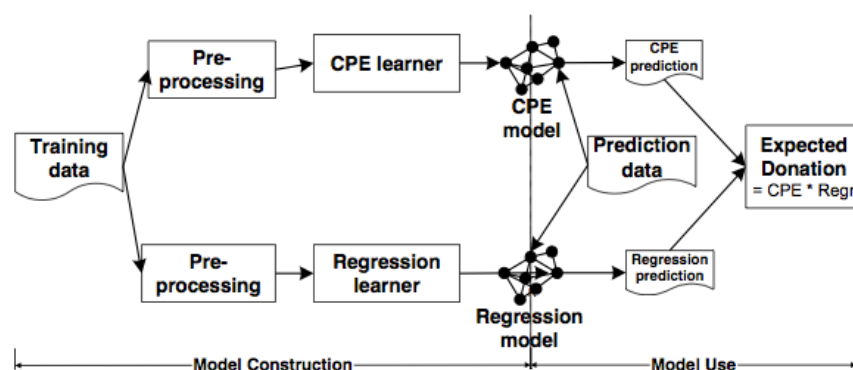 Pre-
processing
CPE learner
CPE
model
CPE
prediction
Training
data
Prediction
data
Expected
Donation
= CPE * Regr
Pre-
processing
Regression
learner
Regression
model
Regression
prediction
Model Construction
Model Use